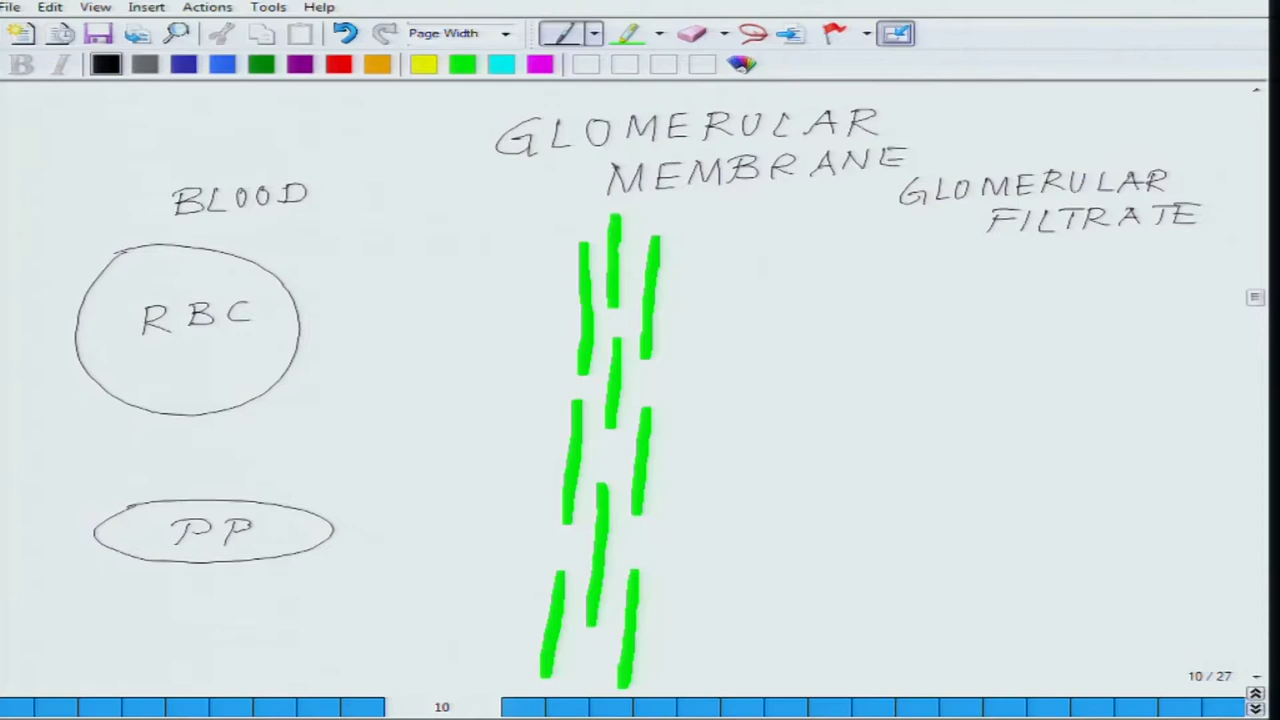 File Edit View Insert Actions Tools Help
Page Width
B I
GLOMERULAR
MEMBRANE
GLOMERULAR
FILTRATE
BLOOD
RBC
PP
10 / 27
10